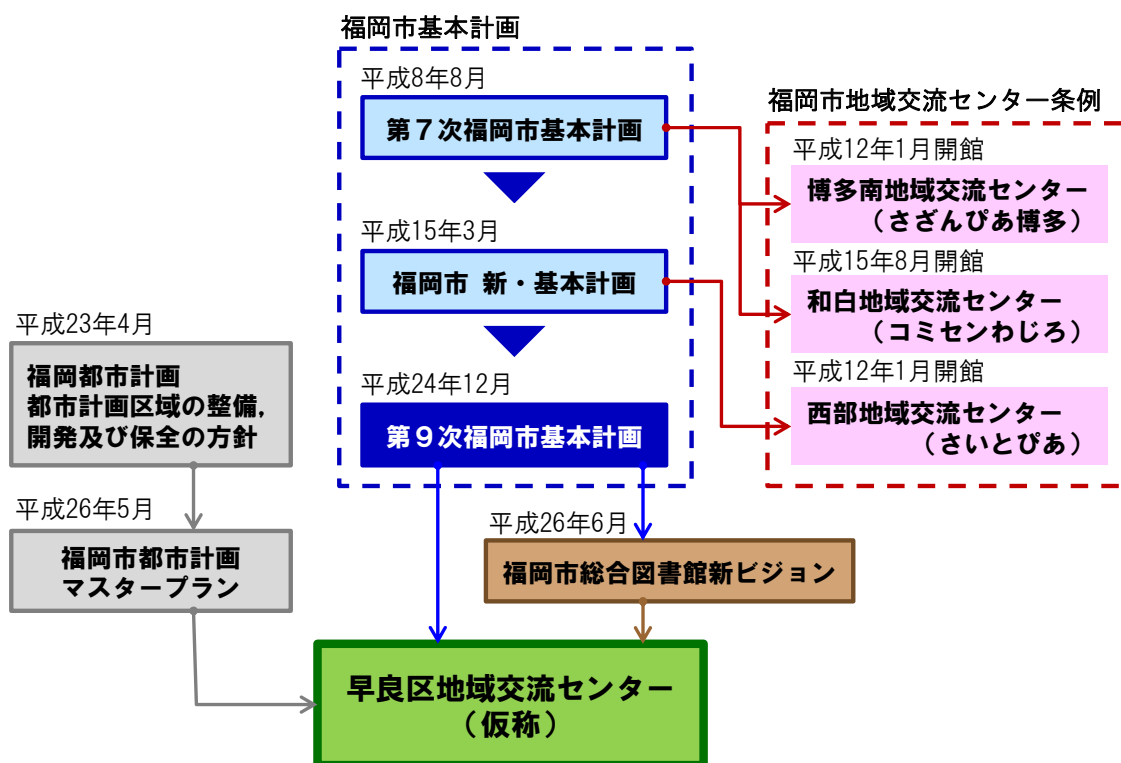 福岡市基本計画
平成8年8月
第7次福岡市基本計画
平成15年3月
福岡市 新・基本計画
平成24年12月
第9次福岡市基本計画
福岡市地域交流センター条例
平成12年1月開館
博多南地域交流センター
（さざんぴあ博多）
平成15年8月開館
和白地域交流センター
（コミセンわじろ）
平成12年1月開館
西部地域交流センター
（さいとぴあ）
平成23年4月
福岡都市計画
都市計画区域の整備，
開発及び保全の方針
平成26年5月
福岡市都市計画
マスタープラン
平成26年6月
福岡市総合図書館新ビジョン
早良区地域交流センター
（仮称）